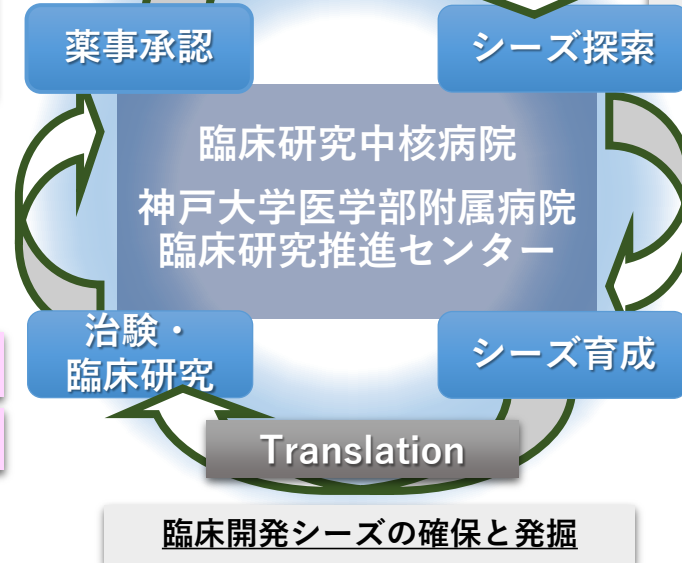 薬事承認
シーズ探索
臨床研究中核病院
神戸大学医学部附属病院
臨床研究推進センター
治験・
臨床研究
シーズ育成
Translation
臨床開発シーズの確保と発掘